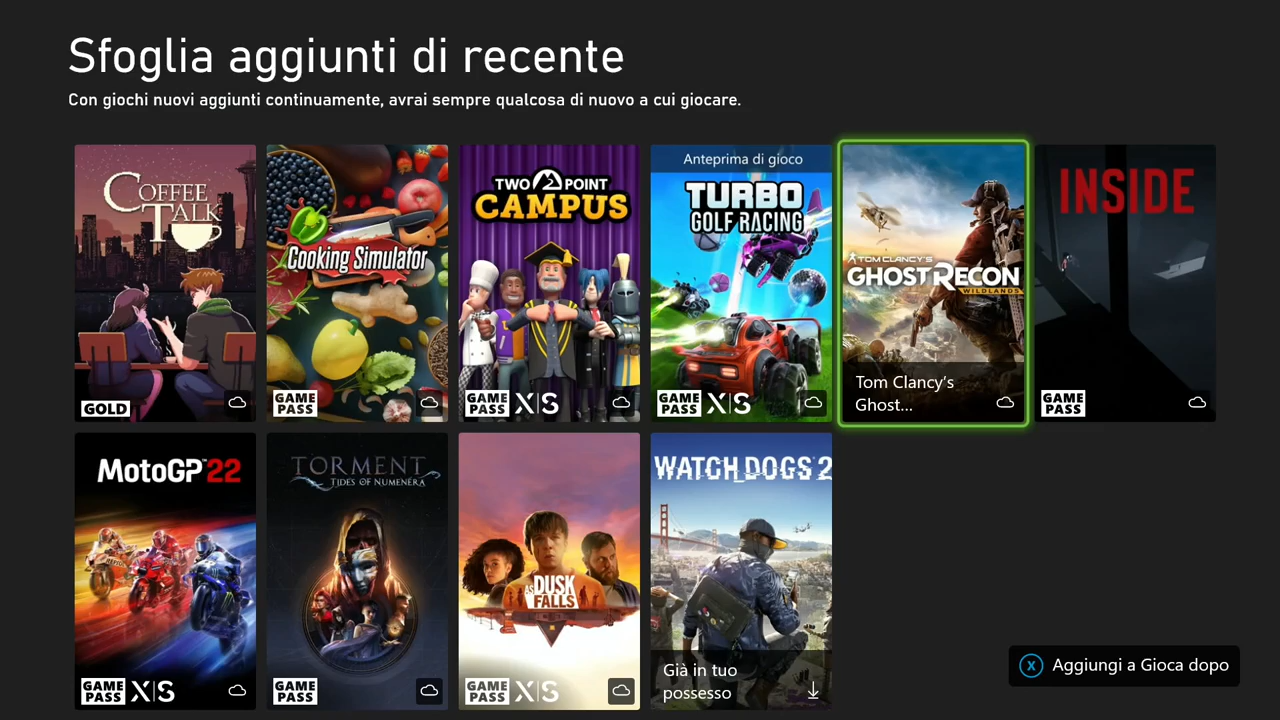 Sfoglia aggiunti di recente
Con giochi nuovi aggiunti continuamente, avrai sempre qualcosa di nuovo a cui giocare.
COFFEE
TALK
GOLD
Cooking Simulator
GAME
PASS
TWO POINT
CAMPUS
GAME
PASS
X|S
Anteprima di gioco
TURBO
GOLF RACING
GAME
PASS
X|S
TOM CLANCY'S
GHOST RECON
WILDLANDS
Tom Clancy's
Ghost...
INSIDE
GAME
PASS
MotoGP™22
GAME
PASS
X|S
TORMENT
TIDES OF NUMENERA
GAME
PASS
AS DUSK
FALLS
GAME
PASS
X|S
WATCH_DOGS 2
Già in tuo
possesso
X Aggiungi a Gioca dopo